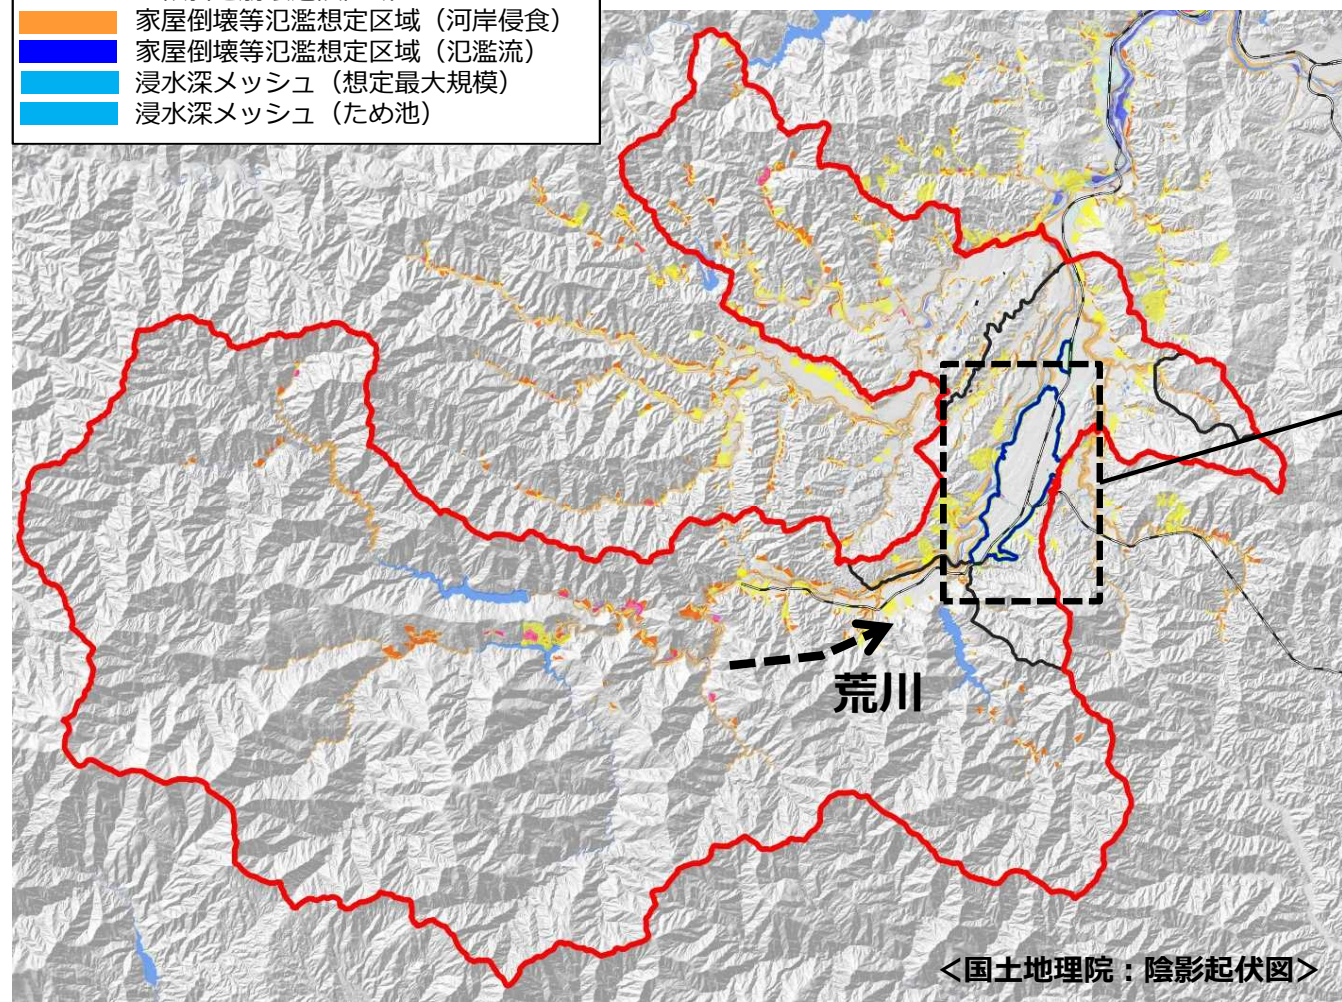 家屋倒壊等氾濫想定区域（河岸侵食）
家屋倒壊等氾濫想定区域（氾濫流）
浸水深メッシュ（想定最大規模）
浸水深メッシュ（ため池）
荒川
＜国土地理院：陰影起伏図＞